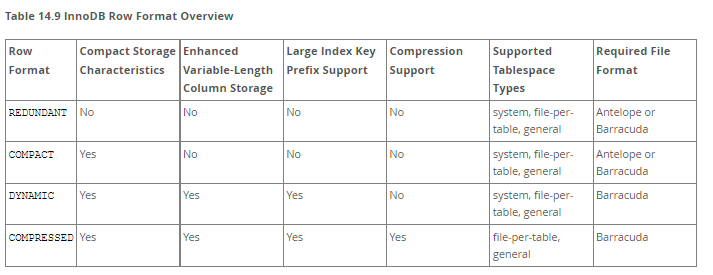 Table 14.9 InnoDB Row Format Overview
Row Format | Compact Storage Characteristics | Enhanced Variable-Length Column Storage | Large Index Key Prefix Support | Compression Support | Supported Tablespace Types | Required File Format
REDUNDANT | No | No | No | No | system, file-per-table, general | Antelope or Barracuda
COMPACT | Yes | No | No | No | system, file-per-table, general | Antelope or Barracuda
DYNAMIC | Yes | Yes | Yes | No | system, file-per-table, general | Barracuda
COMPRESSED | Yes | Yes | Yes | Yes | file-per-table, general | Barracuda